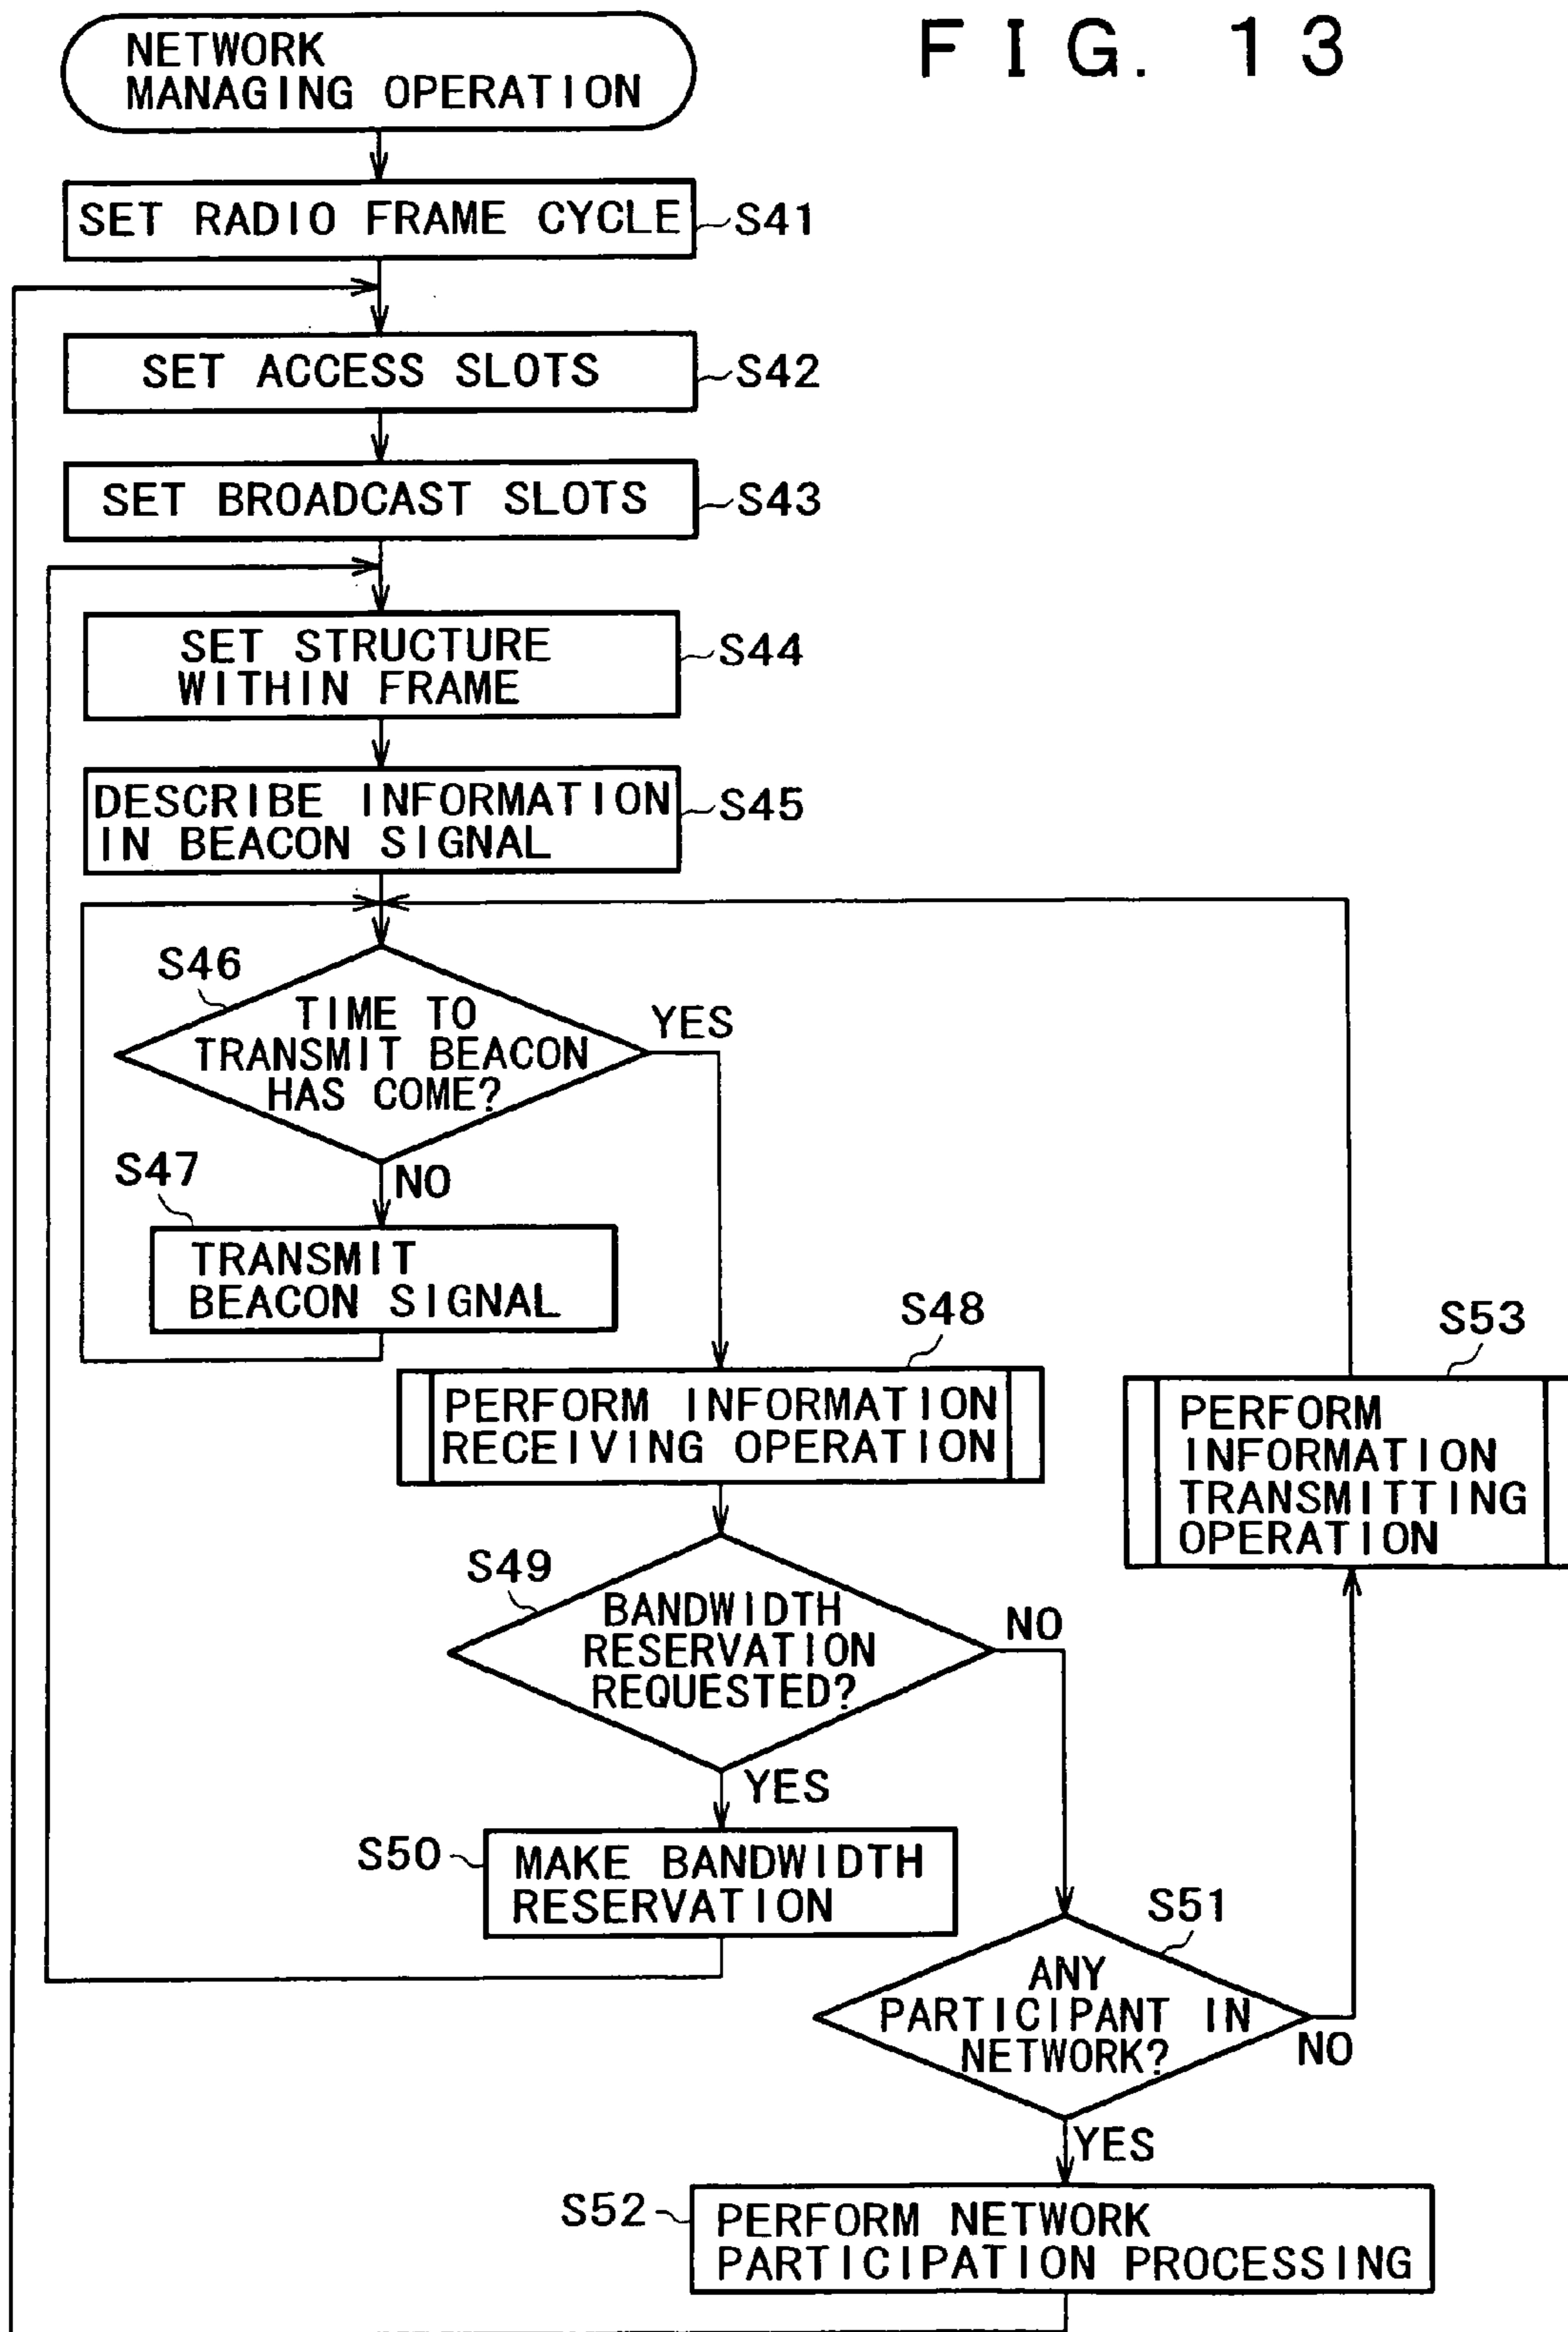 FIG. 13
NETWORK
MANAGING OPERATION
SET RADIO FRAME CYCLE
S41
SET ACCESS SLOTS
S42
SET BROADCAST SLOTS
S43
SET STRUCTURE
WITHIN FRAME
S44
DESCRIBE INFORMATION
IN BEACON SIGNAL
S45
S46
TIME TO
TRANSMIT BEACON
HAS COME?
YES
NO
S47
TRANSMIT
BEACON SIGNAL
S48
PERFORM INFORMATION
RECEIVING OPERATION
S53
PERFORM
INFORMATION
TRANSMITTING
OPERATION
S49
BANDWIDTH
RESERVATION
REQUESTED?
NO
YES
S50
MAKE BANDWIDTH
RESERVATION
S51
ANY
PARTICIPANT IN
NETWORK?
NO
YES
S52
PERFORM NETWORK
PARTICIPATION PROCESSING